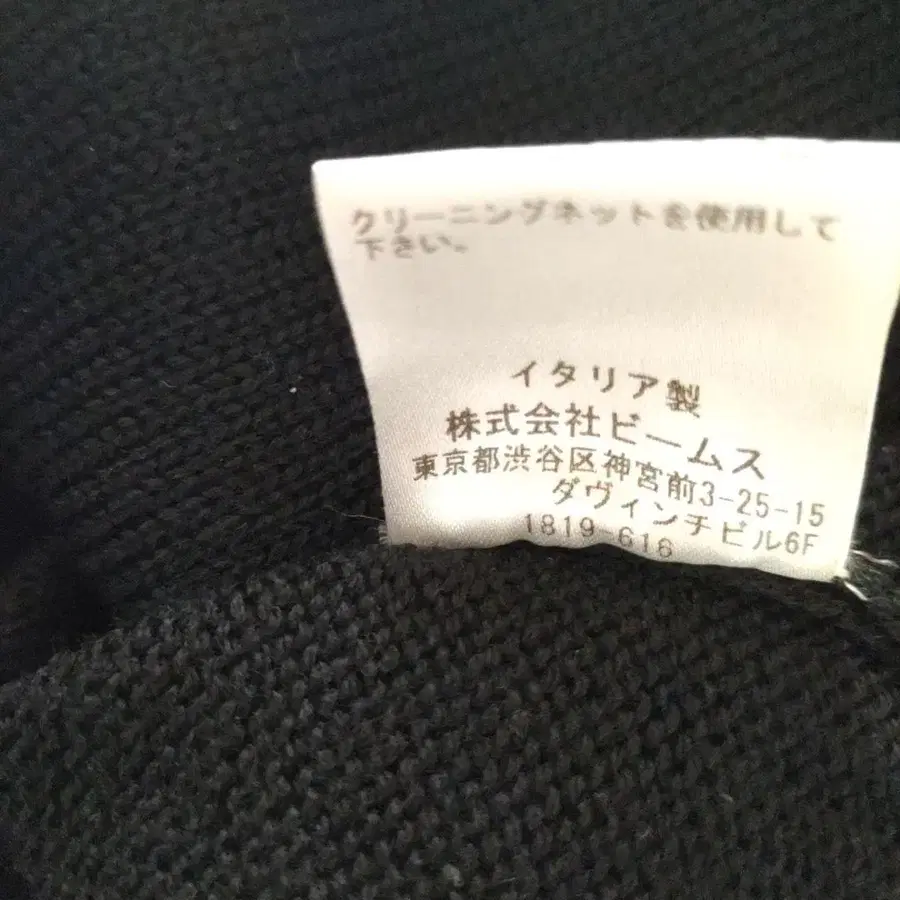 クリーニングネットを使用して
下さい。
イタリア製
株式会社ビームス
東京都渋谷区神宮前3-25-15
ダヴィンチビル6F
1819-616